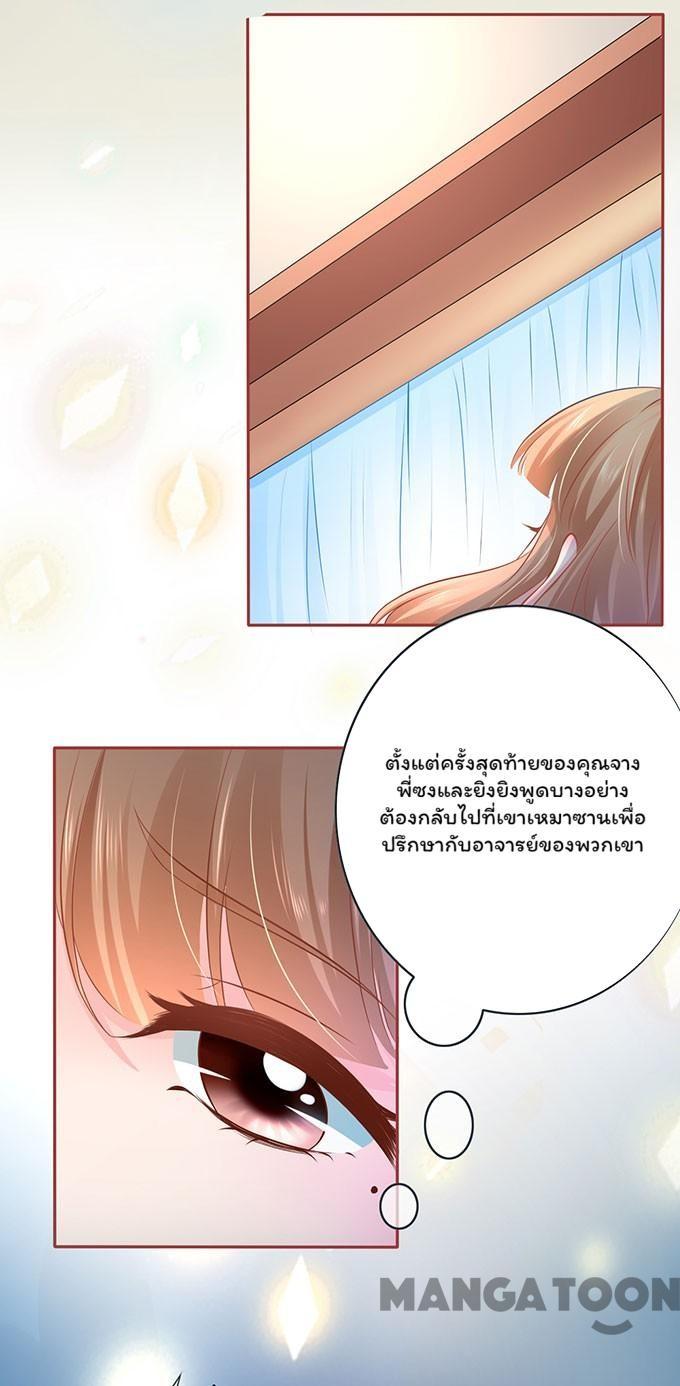 ตั้งแต่ครั้งสุดท้ายของคุณจาง
พี่ซงและยิงยิงพูดบางอย่าง
ต้องกลับไปที่เขาเหมาซานเพื่อ
ปรึกษากับอาจารย์ของพวกเขา
MANGATOON